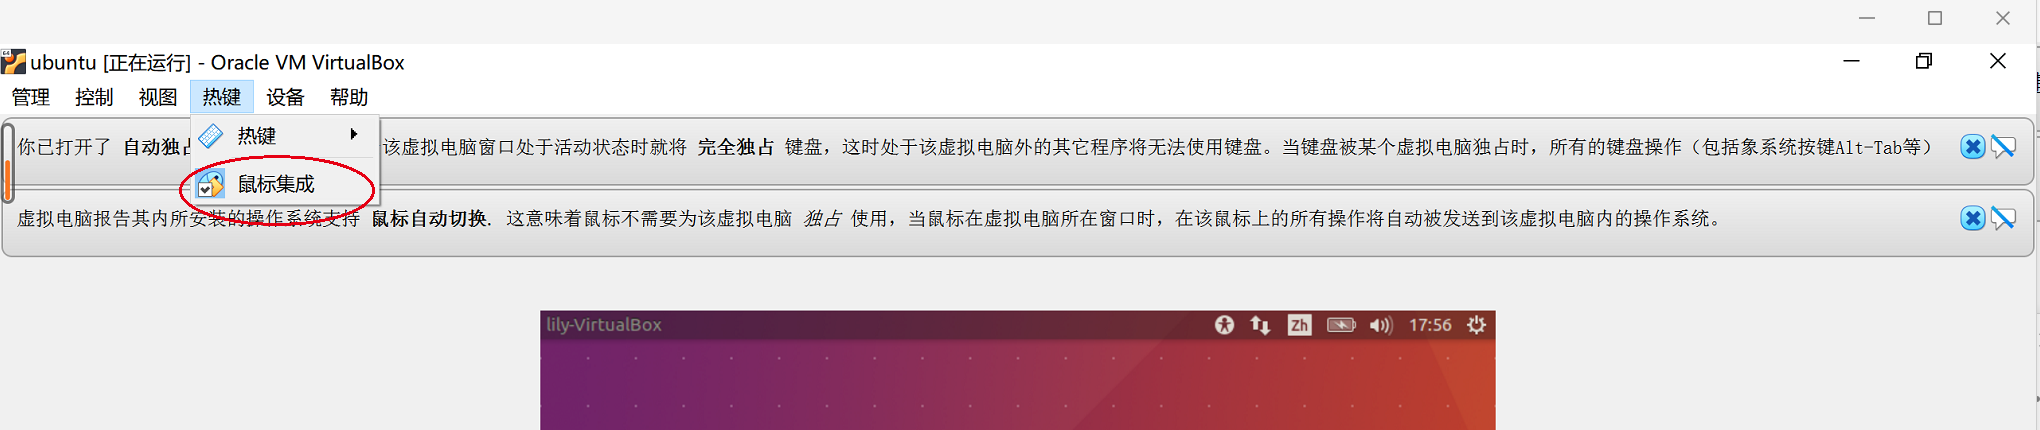 ubuntu [正在运行] - Oracle VM VirtualBox
管理 控制 视图 热键 设备 帮助
热键
鼠标集成
你已打开了 自动独占 该虚拟电脑窗口处于活动状态时就将 完全独占 键盘，这时处于该虚拟电脑外的其它程序将无法使用键盘。当键盘被某个虚拟电脑独占时，所有的键盘操作（包括象系统按键Alt-Tab等）
虚拟电脑报告其内所安装的操作系统支持 鼠标自动切换. 这意味着鼠标不需要为该虚拟电脑 独占 使用，当鼠标在虚拟电脑所在窗口时，在该鼠标上的所有操作将自动被发送到该虚拟电脑内的操作系统。
lily-VirtualBox Zh 17:56